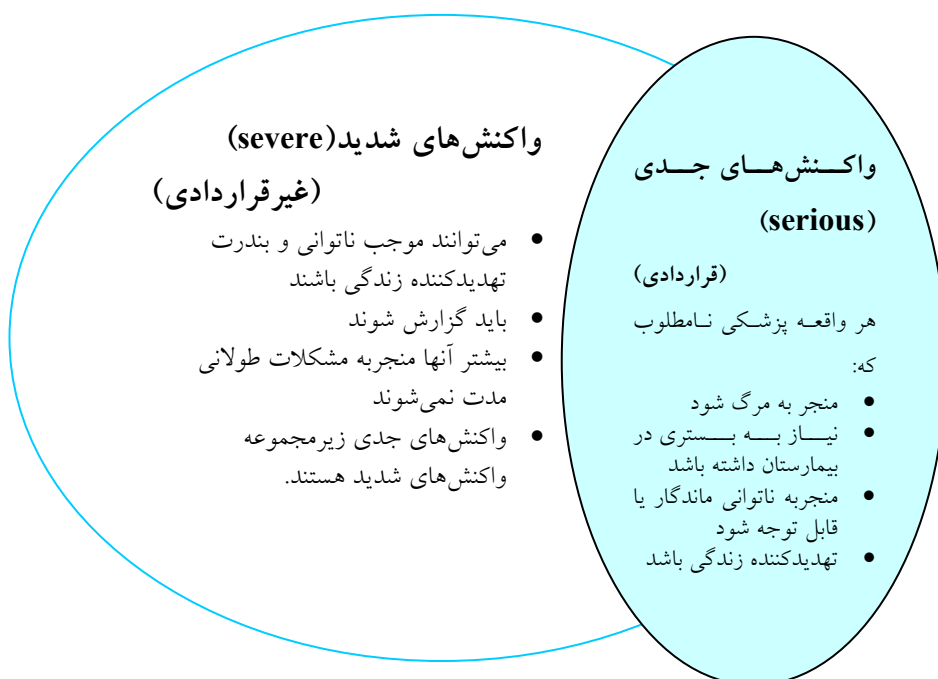 واکنش‌های شدید(severe)
(غیرقراردادی)
• می‌توانند موجب ناتوانی و بندرت
تهدیدکننده زندگی باشند
• باید گزارش شوند
• بیشتر آنها منجربه مشکلات طولانی
مدت نمی‌شوند
• واکنش‌های جدی زیرمجموعه
واکنش‌های شدید هستند.
واکنش‌های جدی
(serious)
(قراردادی)
هر واقعه پزشکی نامطلوب
که:
• منجر به مرگ شود
• نیاز به بستری در
بیمارستان داشته باشد
• منجربه ناتوانی ماندگار یا
قابل توجه شود
• تهدیدکننده زندگی باشد